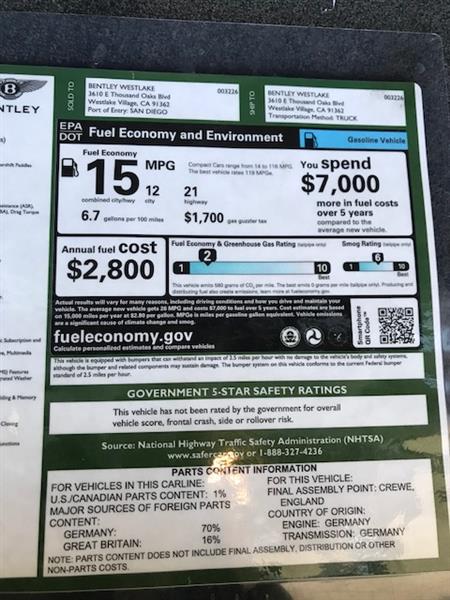 SOLD TO
BENTLEY WESTLAKE
3610 E Thousand Oaks Blvd
Westlake Village, CA 91362
Port of Entry: SAN DIEGO
003226
SHIP TO
BENTLEY WESTLAKE
3610 E Thousand Oaks Blvd
Westlake Village, CA 91362
Transportation Method: TRUCK
003226
B
NTLEY
EPA
DOT
Fuel Economy and Environment
Gasoline Vehicle
Fuel Economy
15 MPG
combined city/hwy
12
city
21
highway
6.7 gallons per 100 miles
$1,700 gas guzzler tax
Compact Cars range from 14 to 116 MPG.
The best vehicle rates 119 MPGe.
You spend
$7,000
more in fuel costs
over 5 years
compared to the
average new vehicle.
Annual fuel cost
$2,800
Fuel Economy & Greenhouse Gas Rating (tailpipe only)
1
2
10
Best
Smog Rating (tailpipe only)
1
6
10
Best
This vehicle emits 580 grams of CO2 per mile. The best emits 0 grams per mile (tailpipe only). Producing and
distributing fuel also create emissions; learn more at fueleconomy.gov.
Actual results will vary for many reasons, including driving conditions and how you drive and maintain your
vehicle. The average new vehicle gets 26 MPG and costs $7,000 to fuel over 5 years. Cost estimates are based
on 15,000 miles per year at $2.80 per gallon. MPGe is miles per gasoline gallon equivalent. Vehicle emissions
are a significant cause of climate change and smog.
fueleconomy.gov
Calculate personalized estimates and compare vehicles
Smartphone
QR Code™
This vehicle is equipped with bumpers that can withstand an impact of 2.5 miles per hour with no damage to the vehicle's body and safety systems,
although the bumper and related components may sustain damage. The bumper system on this vehicle conforms to the current Federal bumper
standard of 2.5 miles per hour.
GOVERNMENT 5-STAR SAFETY RATINGS
This vehicle has not been rated by the government for overall
vehicle score, frontal crash, side or rollover risk.
Source: National Highway Traffic Safety Administration (NHTSA)
www.safercar.gov or 1-888-327-4236
PARTS CONTENT INFORMATION
FOR VEHICLES IN THIS CARLINE:
U.S./CANADIAN PARTS CONTENT: 1%
MAJOR SOURCES OF FOREIGN PARTS
CONTENT:
GERMANY: 70%
GREAT BRITAIN: 16%
FOR THIS VEHICLE:
FINAL ASSEMBLY POINT: CREWE,
ENGLAND
COUNTRY OF ORIGIN:
ENGINE: GERMANY
TRANSMISSION: GERMANY
NOTE: PARTS CONTENT DOES NOT INCLUDE FINAL ASSEMBLY, DISTRIBUTION OR OTHER
NON-PARTS COSTS.